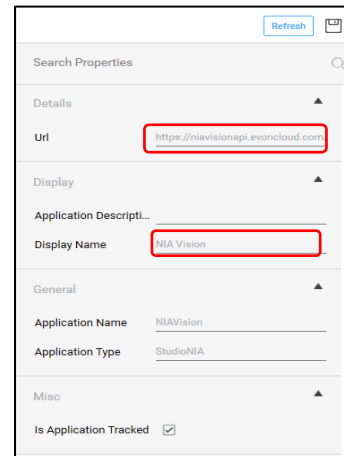 Refresh
Search Properties
Details
Url https://niavisionapi.evoncloud.com/
Display
Application Descripti...
Display Name NIA Vision
General
Application Name NIAVision
Application Type StudioNIA
Misc
Is Application Tracked